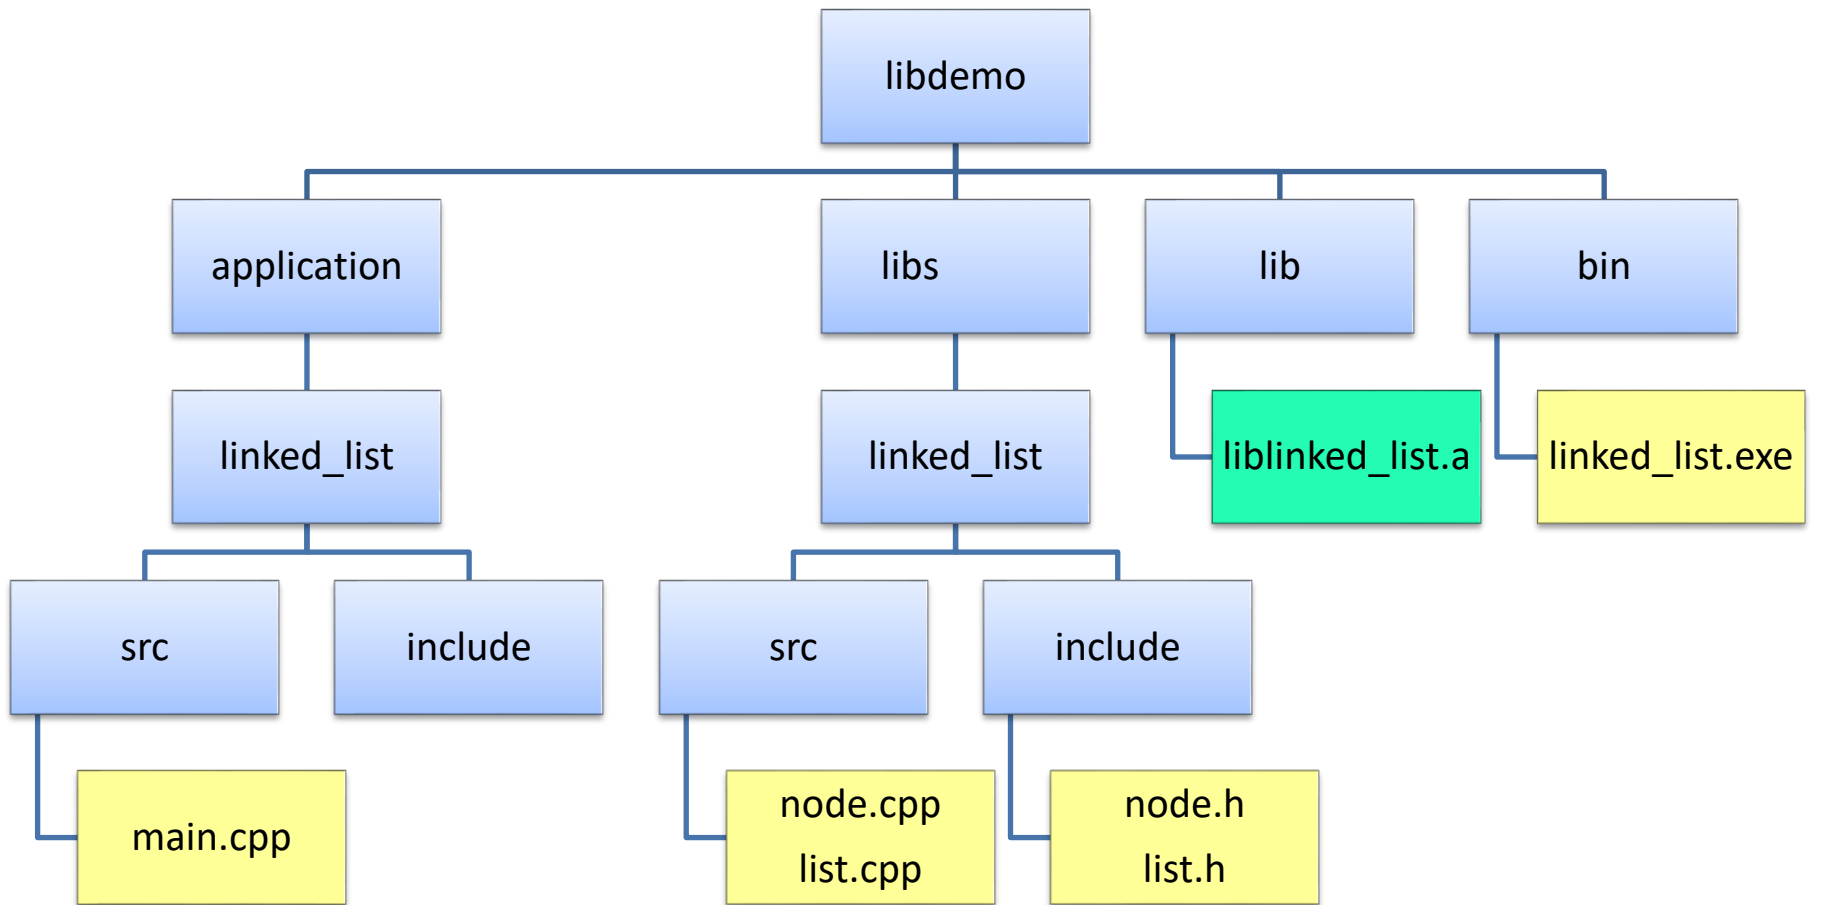 libdemo
application
libs
lib
bin
linked_list
linked_list
liblinked_list.a
linked_list.exe
src
include
src
include
main.cpp
node.cpp
list.cpp
node.h
list.h